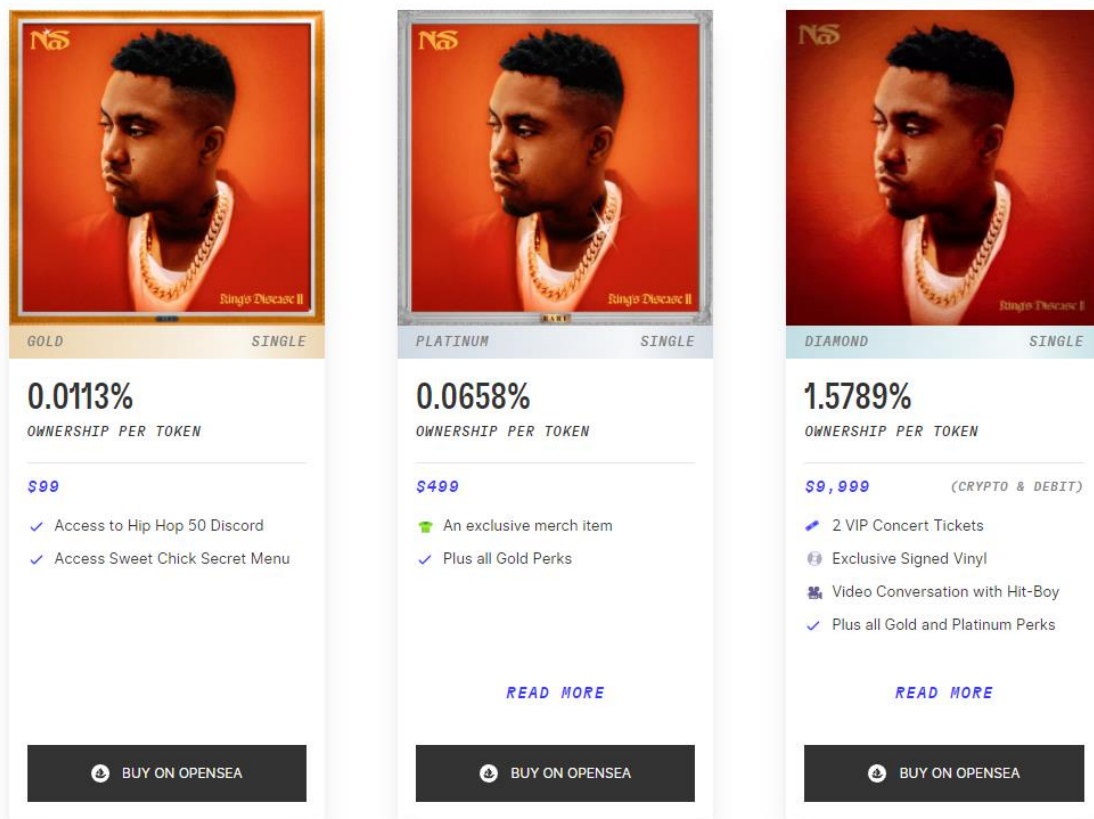 NaS
King's Disease II
GOLD SINGLE
0.0113%
OWNERSHIP PER TOKEN
$99
Access to Hip Hop 50 Discord
Access Sweet Chick Secret Menu
BUY ON OPENSEA
NaS
King's Disease II
RARE
PLATINUM SINGLE
0.0658%
OWNERSHIP PER TOKEN
$499
An exclusive merch item
Plus all Gold Perks
READ MORE
BUY ON OPENSEA
NaS
King's Disease II
DIAMOND SINGLE
1.5789%
OWNERSHIP PER TOKEN
$9,999 (CRYPTO & DEBIT)
2 VIP Concert Tickets
Exclusive Signed Vinyl
Video Conversation with Hit-Boy
Plus all Gold and Platinum Perks
READ MORE
BUY ON OPENSEA